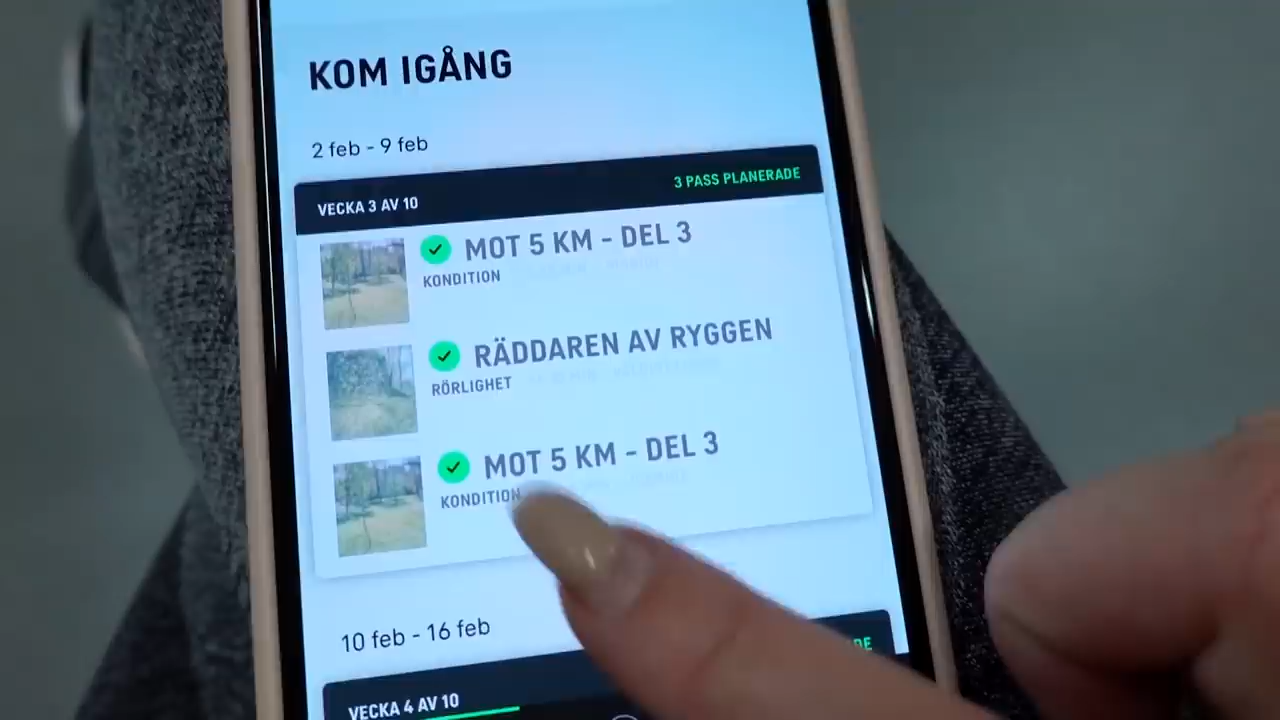 KOM IGÅNG
2 feb - 9 feb
VECKA 3 AV 10
3 PASS PLANERADE
MOT 5 KM - DEL 3
KONDITION
RÄDDAREN AV RYGGEN
RÖRLIGHET
MOT 5 KM - DEL 3
KONDITION
10 feb - 16 feb
DE
VECKA 4 AV 10